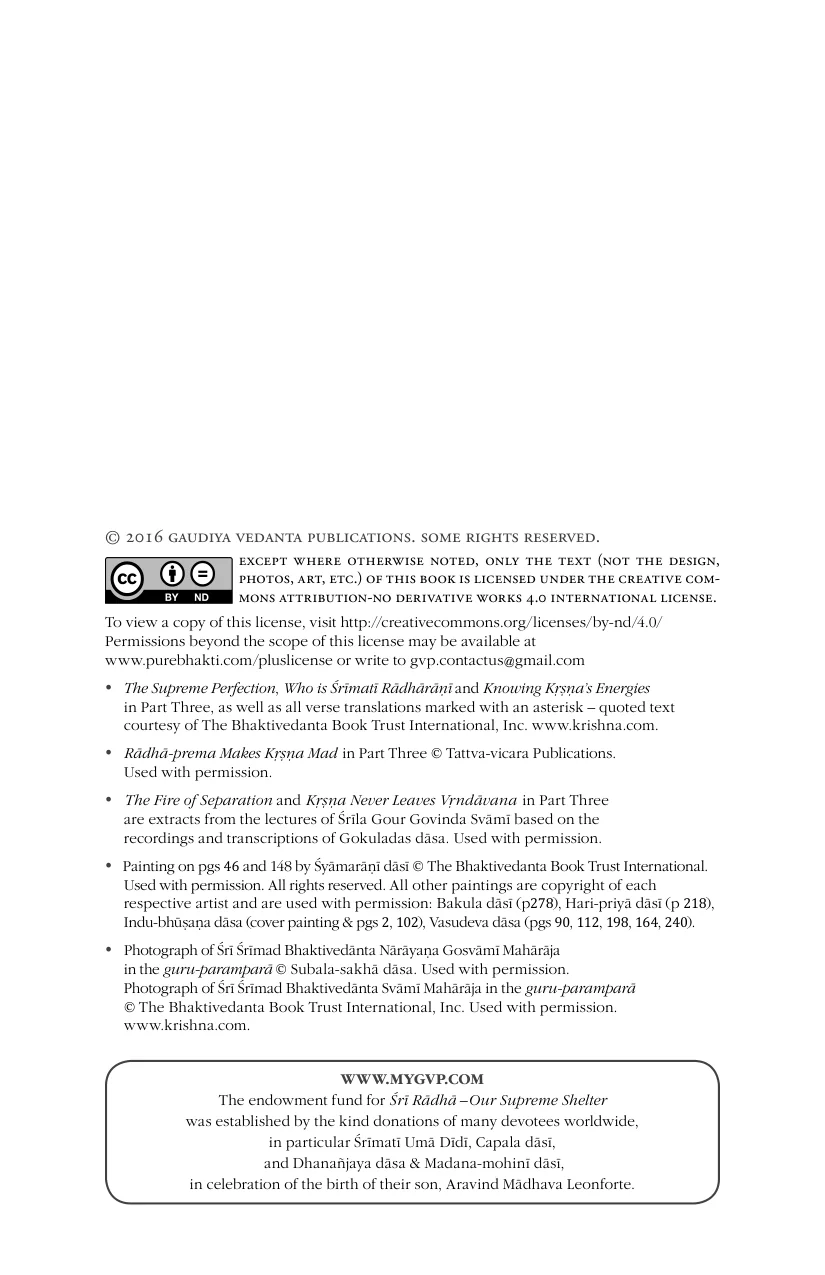 © 2016 GAUDIYA VEDANTA PUBLICATIONS. SOME RIGHTS RESERVED.
EXCEPT WHERE OTHERWISE NOTED, ONLY THE TEXT (NOT THE DESIGN,
PHOTOS, ART, ETC.) OF THIS BOOK IS LICENSED UNDER THE CREATIVE COM-
MONS ATTRIBUTION-NO DERIVATIVE WORKS 4.0 INTERNATIONAL LICENSE.
cc BY ND
To view a copy of this license, visit http://creativecommons.org/licenses/by-nd/4.0/
Permissions beyond the scope of this license may be available at
www.purebhakti.com/pluslicense or write to gvp.contactus@gmail.com
• The Supreme Perfection, Who is Śrīmatī Rādhārāṇī and Knowing Kṛṣṇa’s Energies
in Part Three, as well as all verse translations marked with an asterisk – quoted text
courtesy of The Bhaktivedanta Book Trust International, Inc. www.krishna.com.
• Rādhā-prema Makes Kṛṣṇa Mad in Part Three © Tattva-vicara Publications.
Used with permission.
• The Fire of Separation and Kṛṣṇa Never Leaves Vṛndāvana in Part Three
are extracts from the lectures of Śrīla Gour Govinda Svāmī based on the
recordings and transcriptions of Gokuladas dāsa. Used with permission.
• Painting on pgs 46 and 148 by Śyāmarāṇī dāsī © The Bhaktivedanta Book Trust International.
Used with permission. All rights reserved. All other paintings are copyright of each
respective artist and are used with permission: Bakula dāsī (p278), Hari-priyā dāsī (p 218),
Indu-bhūṣaṇa dāsa (cover painting & pgs 2, 102), Vasudeva dāsa (pgs 90, 112, 198, 164, 240).
• Photograph of Śrī Śrīmad Bhaktivedānta Nārāyaṇa Gosvāmī Mahārāja
in the guru-paramparā © Subala-sakhā dāsa. Used with permission.
Photograph of Śrī Śrīmad Bhaktivedānta Svāmī Mahārāja in the guru-paramparā
© The Bhaktivedanta Book Trust International, Inc. Used with permission.
www.krishna.com.
WWW.MYGVP.COM
The endowment fund for Śrī Rādhā –Our Supreme Shelter
was established by the kind donations of many devotees worldwide,
in particular Śrīmatī Umā Dīdī, Capala dāsī,
and Dhanañjaya dāsa & Madana-mohinī dāsī,
in celebration of the birth of their son, Aravind Mādhava Leonforte.